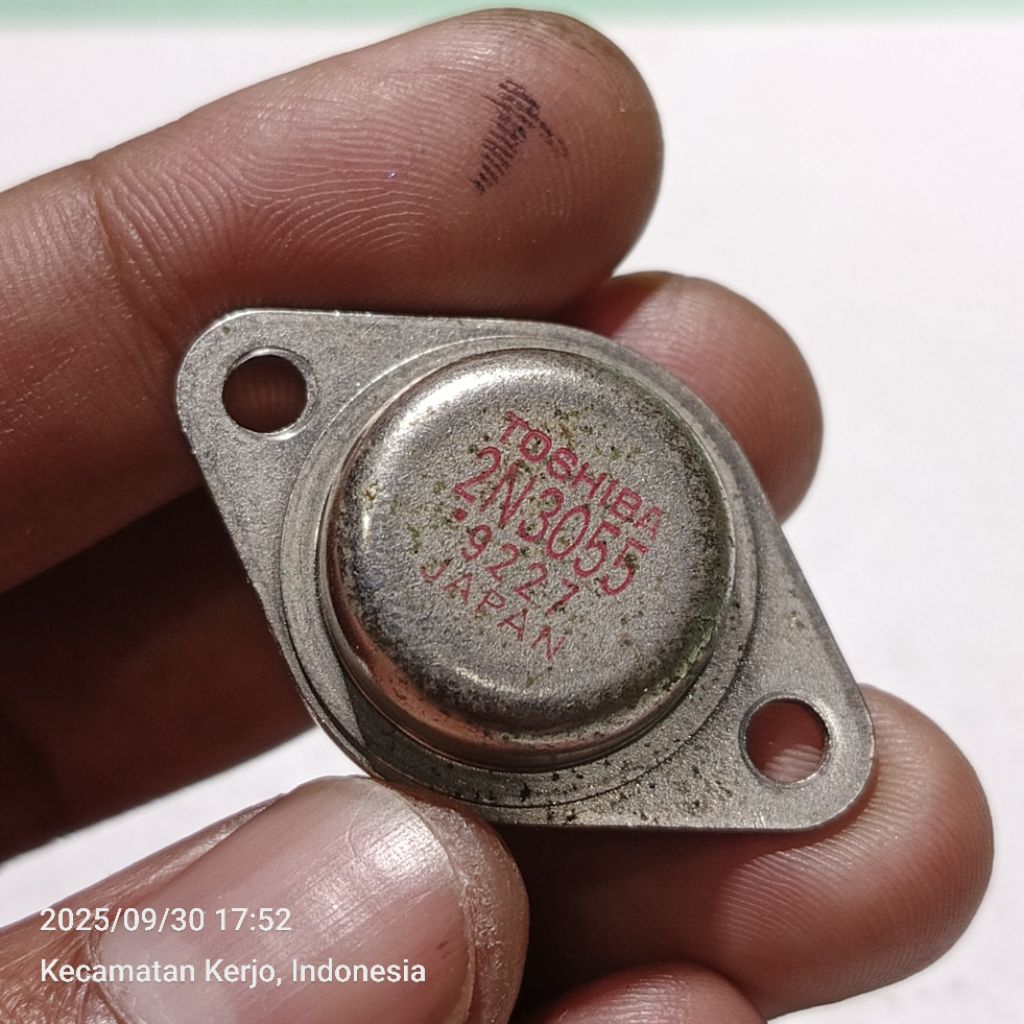 TOSHIBA
2N3055
•9227
JAPAN
2025/09/30 17:52
Kecamatan Kerjo, Indonesia